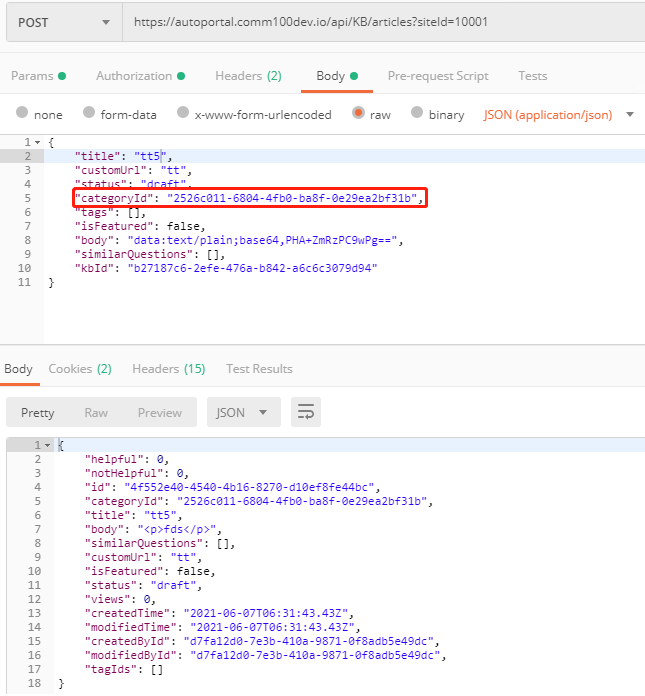 POST https://autoportal.comm100dev.io/api/KB/articles?siteId=10001
Params Authorization Headers (2) Body Pre-request Script Tests
none form-data x-www-form-urlencoded raw binary JSON (application/json)
1 {
2 "title": "tt5",
3 "customUrl": "tt",
4 "status": "draft",
5 "categoryId": "2526c011-6804-4fb0-ba8f-0e29ea2bf31b",
6 "tags": [],
7 "isFeatured": false,
8 "body": "data:text/plain;base64,PHA+ZmRzPC9wPg==",
9 "similarQuestions": [],
10 "kbId": "b27187c6-2efe-476a-b842-a6c6c3079d94"
11 }
Body Cookies (2) Headers (15) Test Results
Pretty Raw Preview JSON
1 {
2 "helpful": 0,
3 "notHelpful": 0,
4 "id": "4f552e40-4540-4b16-8270-d10ef8fe44bc",
5 "categoryId": "2526c011-6804-4fb0-ba8f-0e29ea2bf31b",
6 "title": "tt5",
7 "body": "<p>fds</p>",
8 "similarQuestions": [],
9 "customUrl": "tt",
10 "isFeatured": false,
11 "status": "draft",
12 "views": 0,
13 "createdTime": "2021-06-07T06:31:43.43Z",
14 "modifiedTime": "2021-06-07T06:31:43.43Z",
15 "createdById": "d7fa12d0-7e3b-410a-9871-0f8adb5e49dc",
16 "modifiedById": "d7fa12d0-7e3b-410a-9871-0f8adb5e49dc",
17 "tagIds": []
18 }